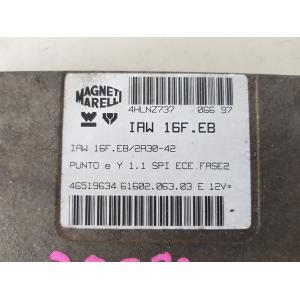 MAGNETI
MARELLI
4HLNZ737 066 97
IAW 16F.EB
IAW 16F.EB/2A30-42
PUNTO e Y 1.1 SPI ECE.FASE2
46519634 61602.063.03 E 12V=